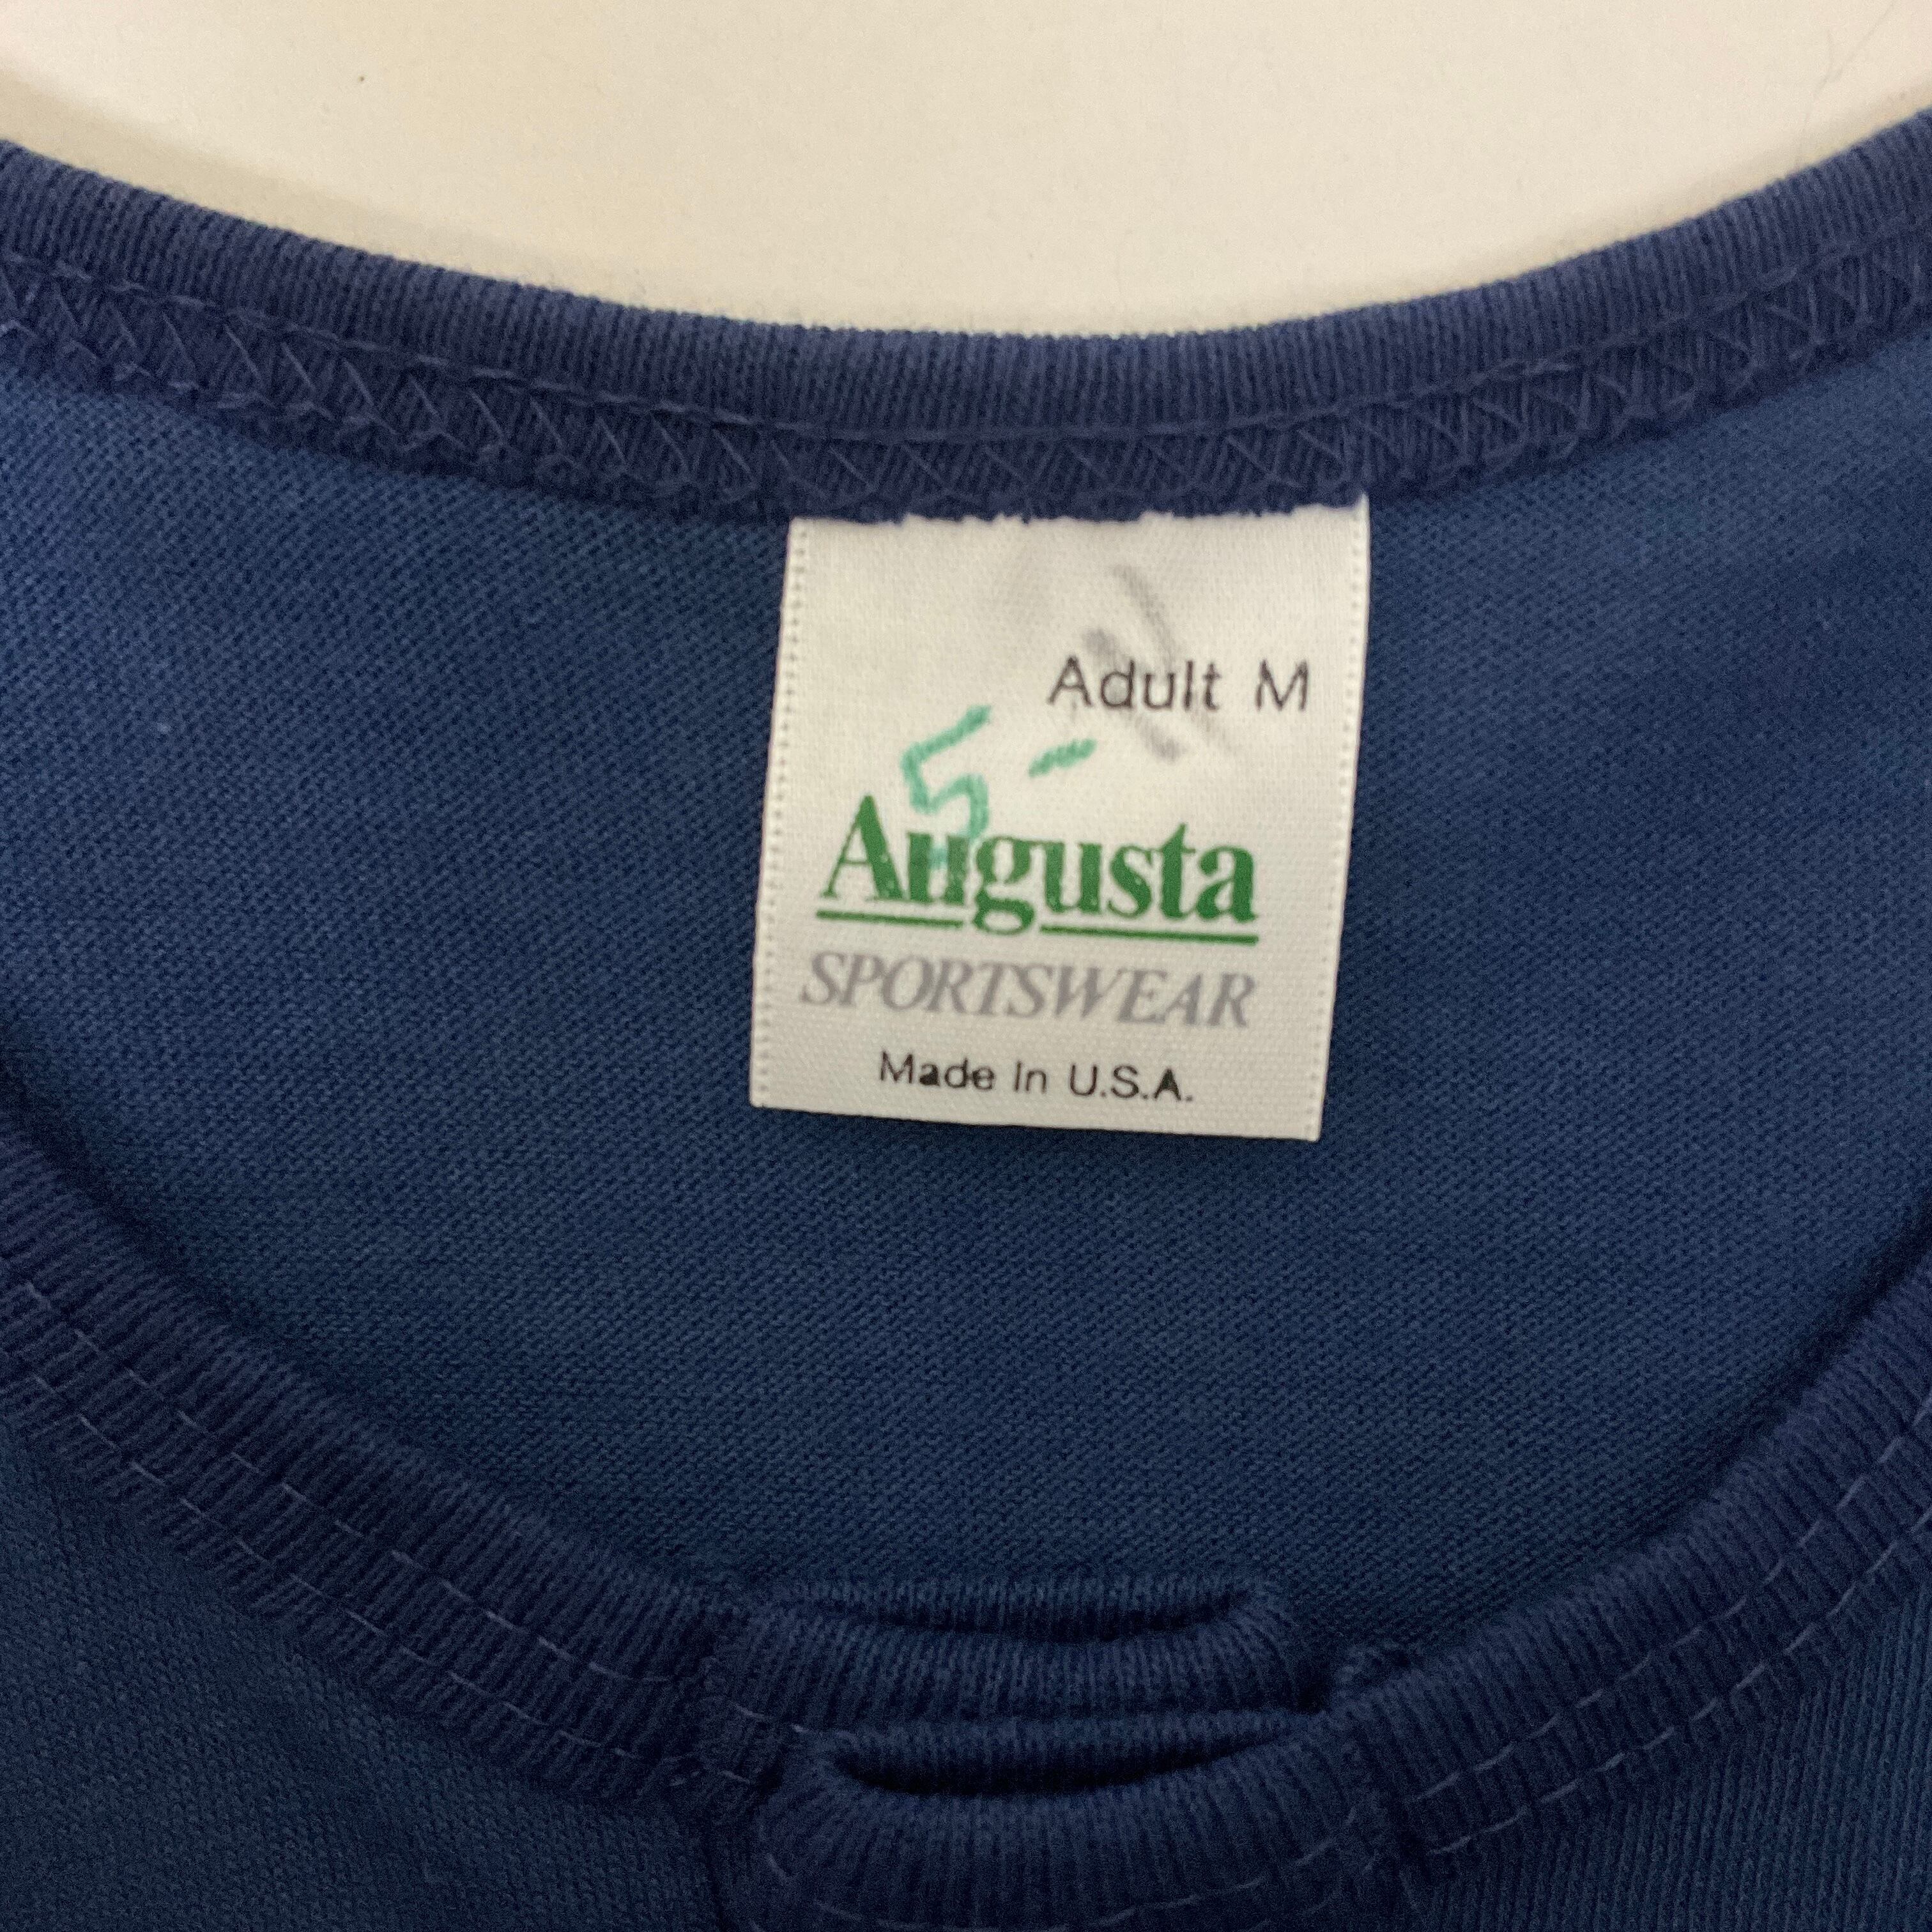 Adult M
5-
Augusta
SPORTSWEAR
Made In U.S.A.